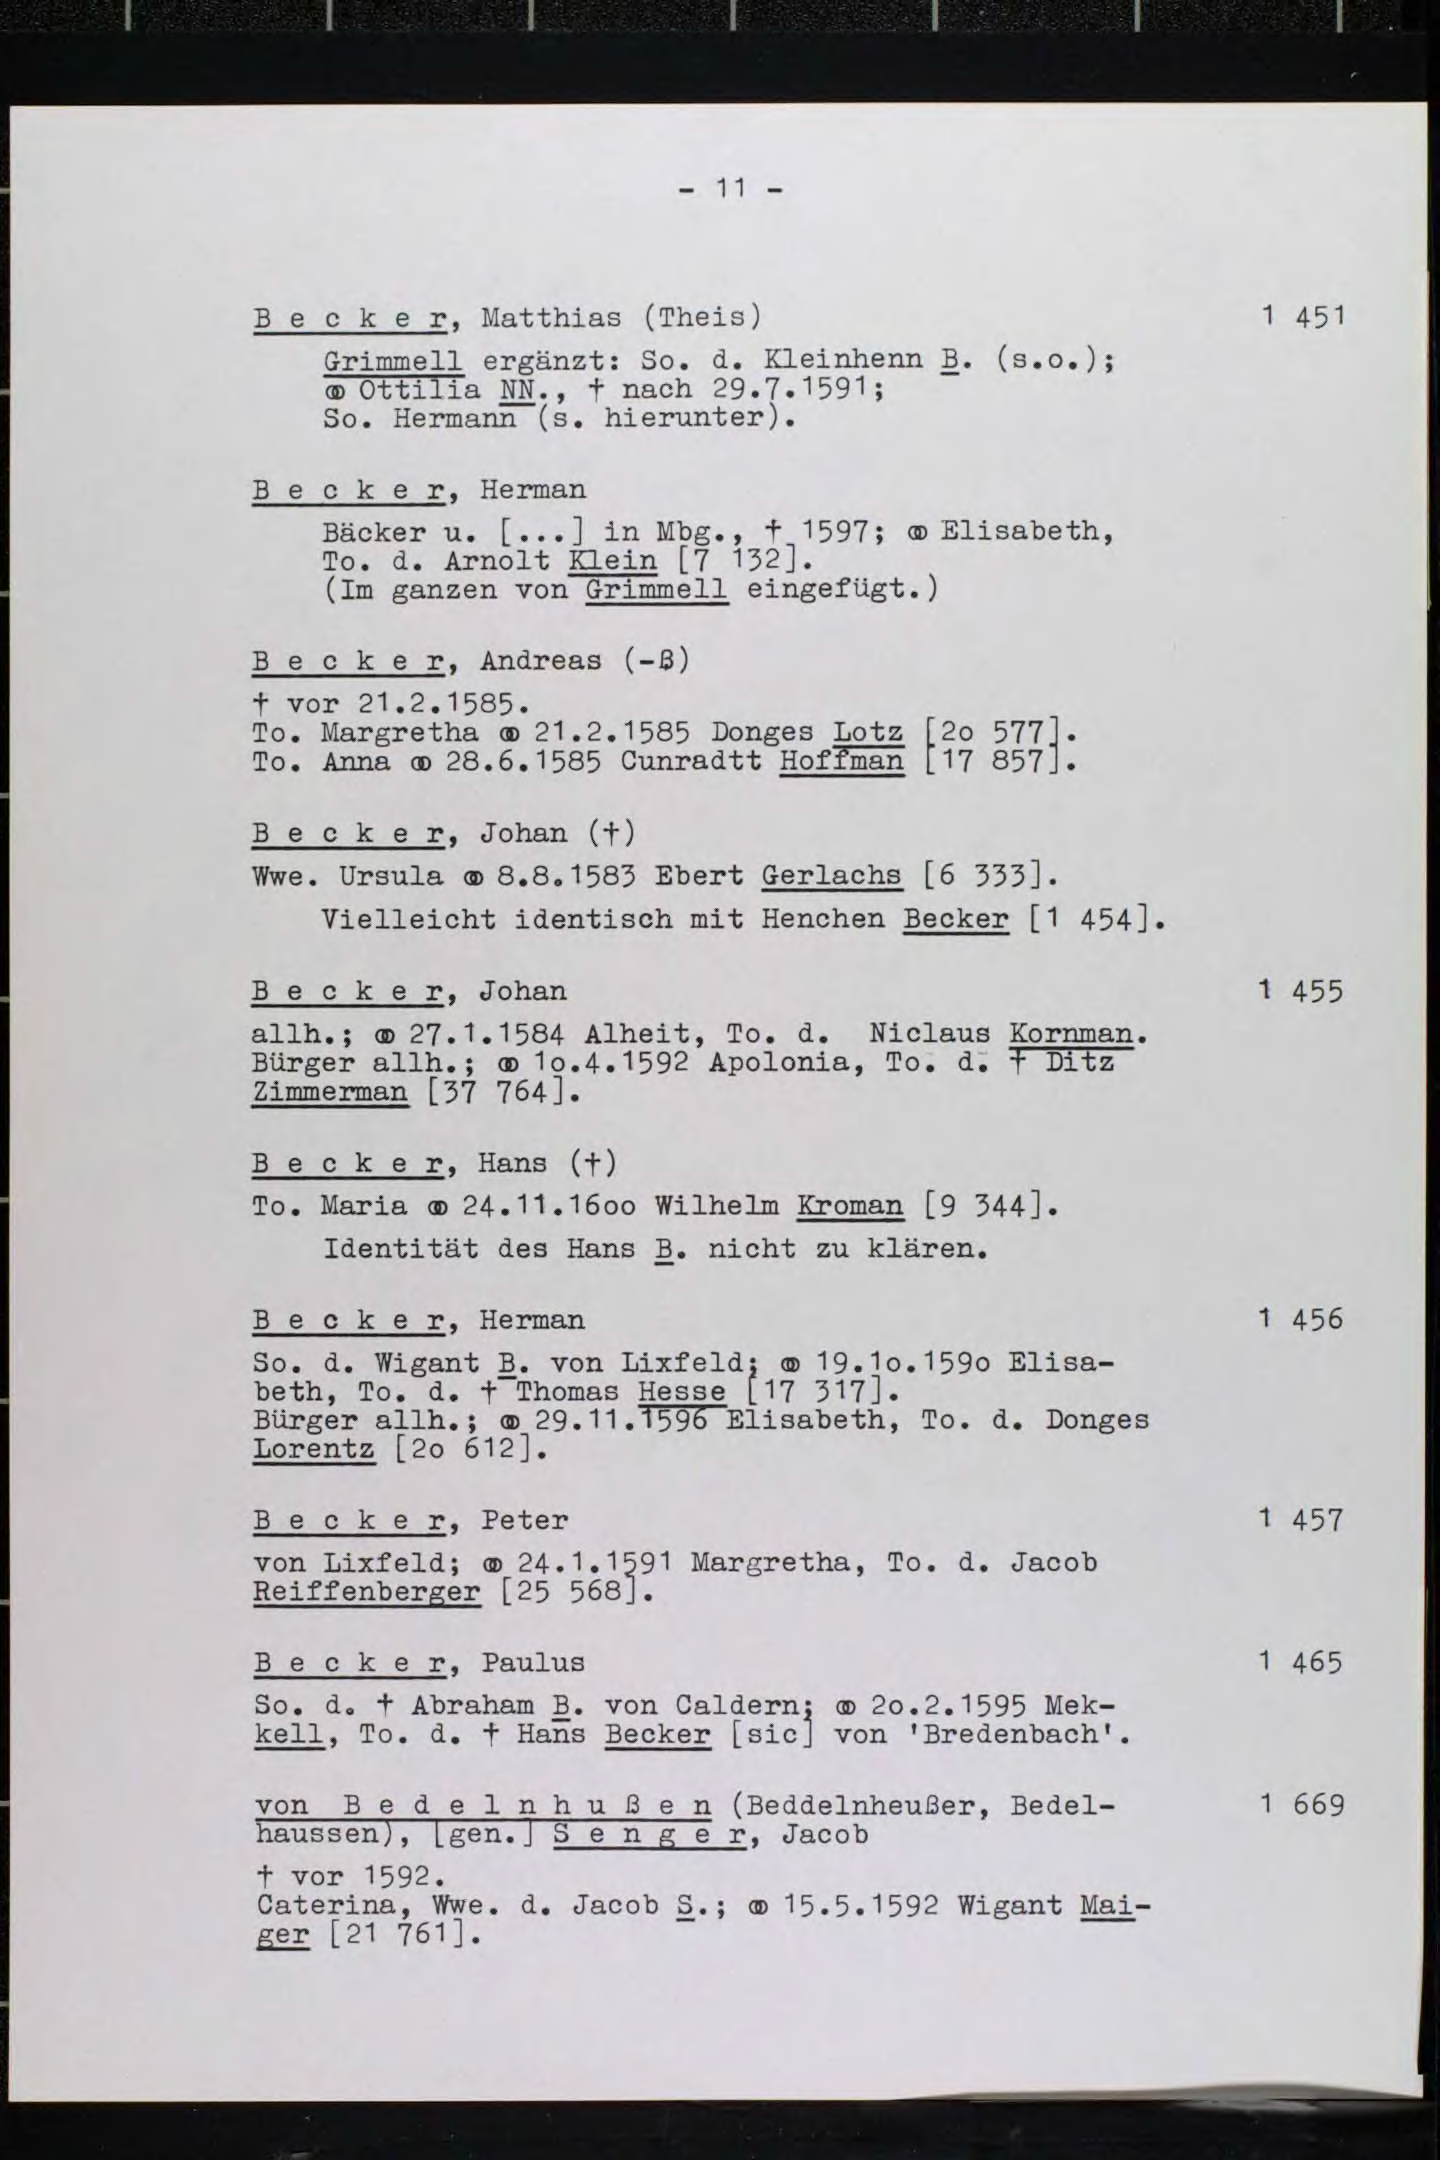 - 11 -
B e c k e r, Matthias (Theis) 1 451
Grimmell ergänzt: So. d. Kleinhenn B. (s.o.);
⚭ Ottilia NN., † nach 29.7.1591;
So. Hermann (s. hierunter).
B e c k e r, Herman
Bäcker u. [...] in Mbg., † 1597; ⚭ Elisabeth,
To. d. Arnolt Klein [7 132].
(Im ganzen von Grimmell eingefügt.)
B e c k e r, Andreas (-ß)
† vor 21.2.1585.
To. Margretha ⚭ 21.2.1585 Donges Lotz [2o 577].
To. Anna ⚭ 28.6.1585 Cunradtt Hoffman [17 857].
B e c k e r, Johan (†)
Wwe. Ursula ⚭ 8.8.1583 Ebert Gerlachs [6 333].
Vielleicht identisch mit Henchen Becker [1 454].
B e c k e r, Johan 1 455
allh.; ⚭ 27.1.1584 Alheit, To. d. Niclaus Kornman.
Bürger allh.; ⚭ 1o.4.1592 Apolonia, To. d. † Ditz
Zimmerman [37 764].
B e c k e r, Hans (†)
To. Maria ⚭ 24.11.16oo Wilhelm Kroman [9 344].
Identität des Hans B. nicht zu klären.
B e c k e r, Herman 1 456
So. d. Wigant B. von Lixfeld; ⚭ 19.1o.159o Elisa-
beth, To. d. † Thomas Hesse [17 317].
Bürger allh.; ⚭ 29.11.1596 Elisabeth, To. d. Donges
Lorentz [2o 612].
B e c k e r, Peter 1 457
von Lixfeld; ⚭ 24.1.1591 Margretha, To. d. Jacob
Reiffenberger [25 568].
B e c k e r, Paulus 1 465
So. d. † Abraham B. von Caldern; ⚭ 2o.2.1595 Mek-
kell, To. d. † Hans Becker [sic] von 'Bredenbach'.
von B e d e l n h u ß e n (Beddelnheußer, Bedel- 1 669
haussen), [gen.] S e n g e r, Jacob
† vor 1592.
Caterina, Wwe. d. Jacob S.; ⚭ 15.5.1592 Wigant Mai-
ger [21 761].